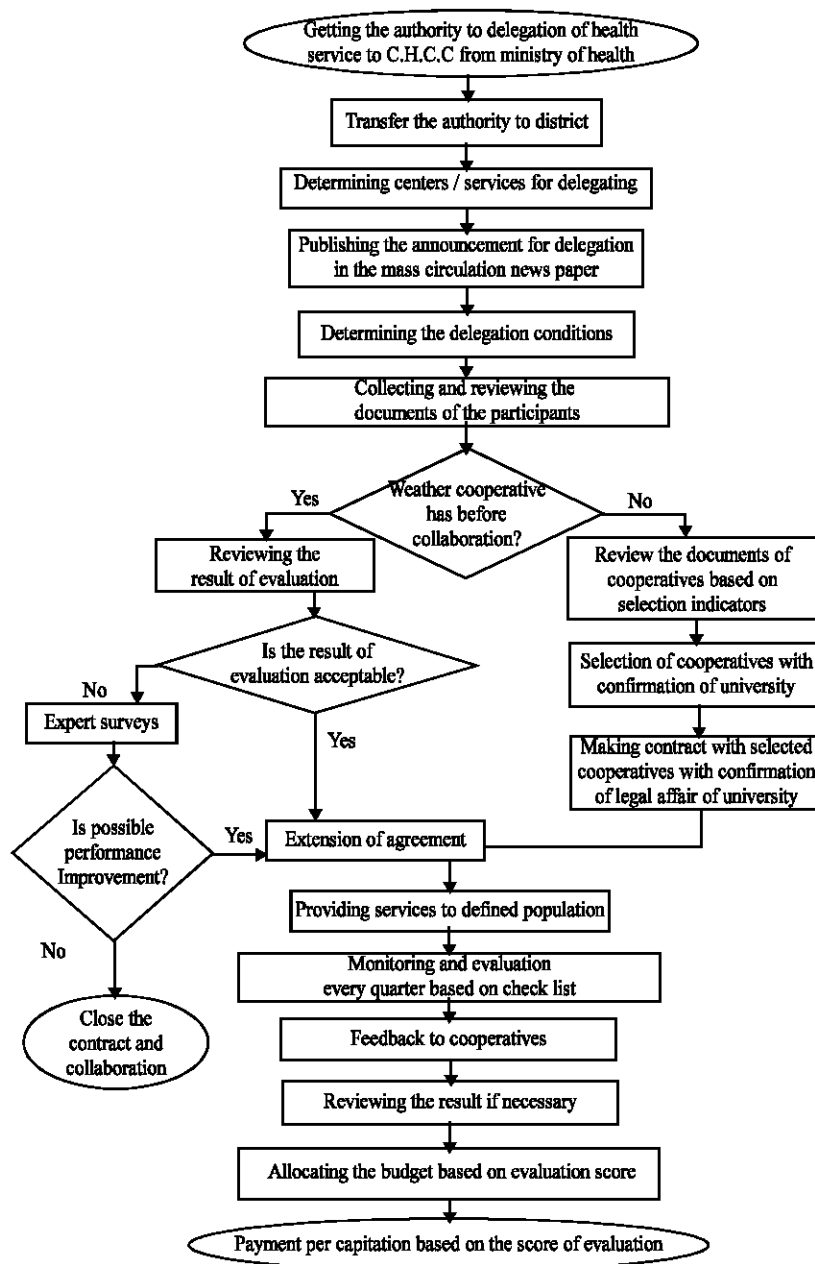 Getting the authority to delegation of health
service to C.H.C.C from ministry of health
Transfer the authority to district
Determining centers / services for delegating
Publishing the announcement for delegation
in the mass circulation news paper
Determining the delegation conditions
Collecting and reviewing the
documents of the participants
Weather cooperative
has before
collaboration?
Yes
No
Reviewing the
result of evaluation
Review the documents of
cooperatives based on
selection indicators
Is the result of
evaluation acceptable?
Selection of cooperatives with
confirmation of university
No
Yes
Expert surveys
Making contract with selected
cooperatives with confirmation
of legal affair of university
Is possible
performance
Improvement?
Yes
Extension of agreement
No
Providing services to defined population
Close the
contract and
collaboration
Monitoring and evaluation
every quarter based on check list
Feedback to cooperatives
Reviewing the result if necessary
Allocating the budget based on evaluation score
Payment per capitation based on the score of evaluation